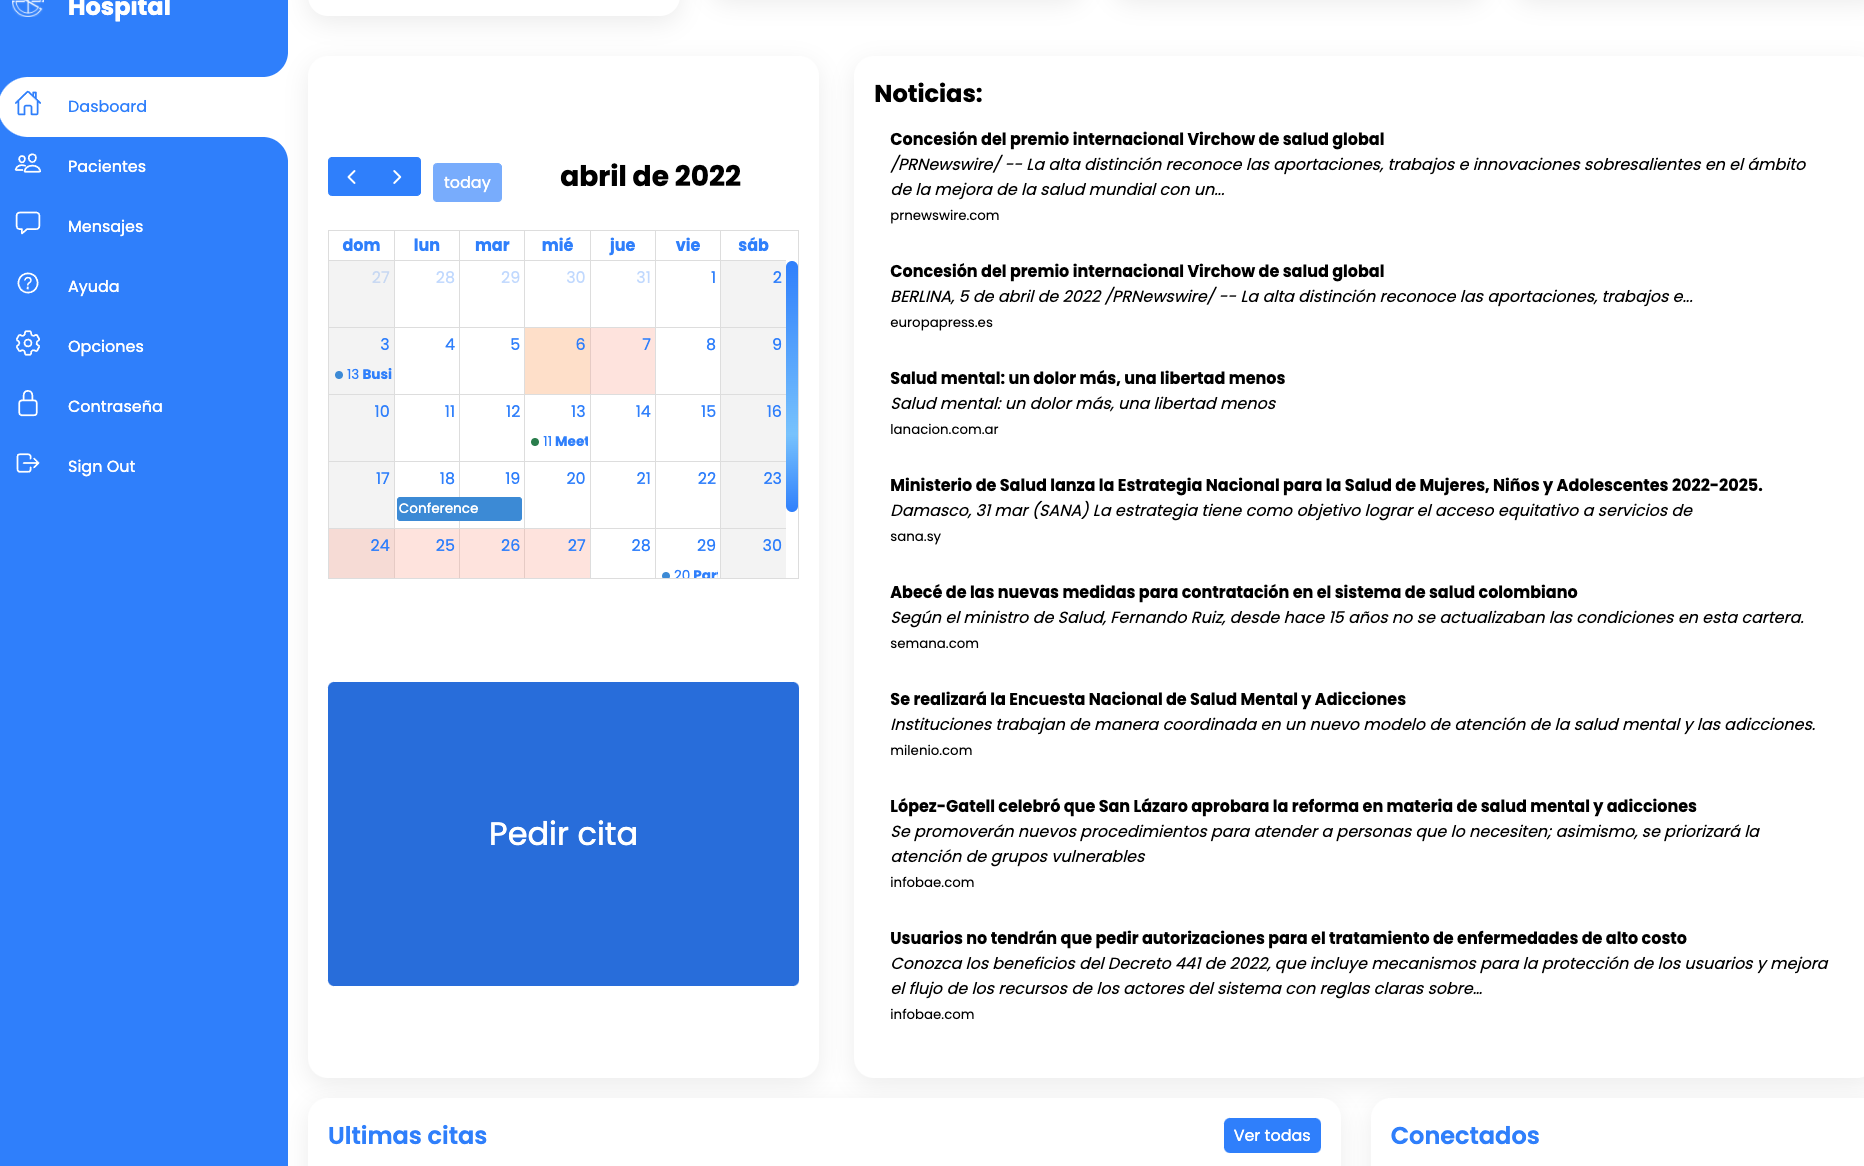 Hospital
Dasboard
Pacientes
Mensajes
Ayuda
Opciones
Contraseña
Sign Out
today
abril de 2022
dom lun mar mié jue vie sáb
27 28 29 30 31 1 2
3 4 5 6 7 8 9
13 Busi
10 11 12 13 14 15 16
11 Meet
17 18 19 20 21 22 23
Conference
24 25 26 27 28 29 30
20 Par
Pedir cita
Noticias:
Concesión del premio internacional Virchow de salud global
/PRNewswire/ -- La alta distinción reconoce las aportaciones, trabajos e innovaciones sobresalientes en el ámbito
de la mejora de la salud mundial con un...
prnewswire.com
Concesión del premio internacional Virchow de salud global
BERLINA, 5 de abril de 2022 /PRNewswire/ -- La alta distinción reconoce las aportaciones, trabajos e...
europapress.es
Salud mental: un dolor más, una libertad menos
Salud mental: un dolor más, una libertad menos
lanacion.com.ar
Ministerio de Salud lanza la Estrategia Nacional para la Salud de Mujeres, Niños y Adolescentes 2022-2025.
Damasco, 31 mar (SANA) La estrategia tiene como objetivo lograr el acceso equitativo a servicios de
sana.sy
Abecé de las nuevas medidas para contratación en el sistema de salud colombiano
Según el ministro de Salud, Fernando Ruiz, desde hace 15 años no se actualizaban las condiciones en esta cartera.
semana.com
Se realizará la Encuesta Nacional de Salud Mental y Adicciones
Instituciones trabajan de manera coordinada en un nuevo modelo de atención de la salud mental y las adicciones.
milenio.com
López-Gatell celebró que San Lázaro aprobara la reforma en materia de salud mental y adicciones
Se promoverán nuevos procedimientos para atender a personas que lo necesiten; asimismo, se priorizará la
atención de grupos vulnerables
infobae.com
Usuarios no tendrán que pedir autorizaciones para el tratamiento de enfermedades de alto costo
Conozca los beneficios del Decreto 441 de 2022, que incluye mecanismos para la protección de los usuarios y mejora
el flujo de los recursos de los actores del sistema con reglas claras sobre...
infobae.com
Ultimas citas
Ver todas
Conectados